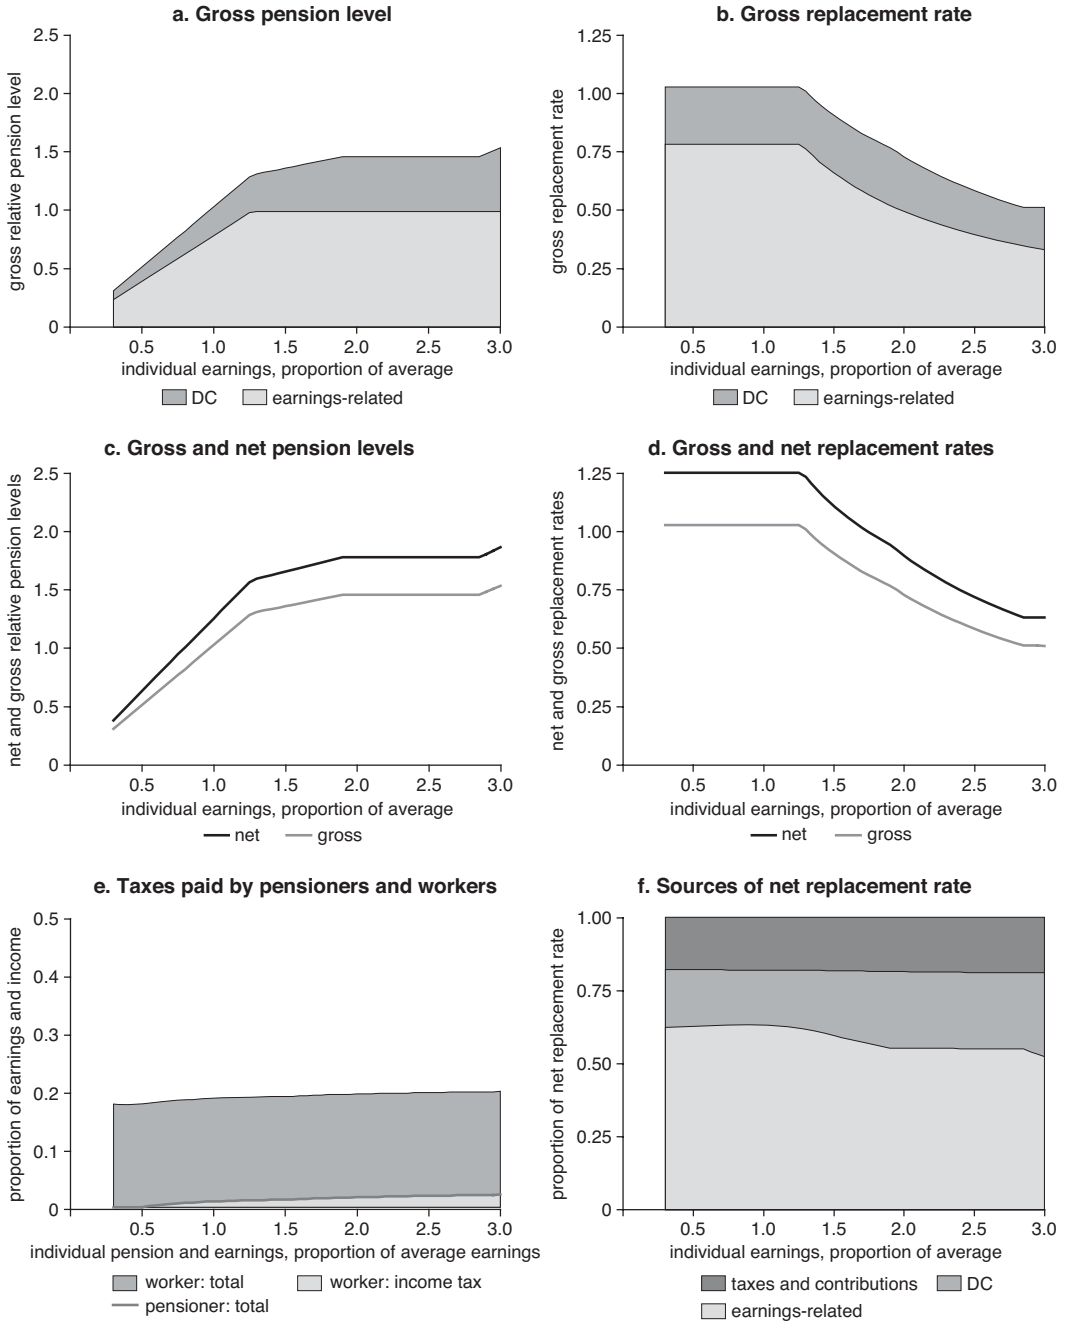 a. Gross pension level
gross relative pension level
2.5
2.0
1.5
1.0
0.5
0
0.5 1.0 1.5 2.0 2.5 3.0
individual earnings, proportion of average
DC earnings-related
b. Gross replacement rate
gross replacement rate
1.25
1.00
0.75
0.50
0.25
0
0.5 1.0 1.5 2.0 2.5 3.0
individual earnings, proportion of average
DC earnings-related
c. Gross and net pension levels
net and gross relative pension levels
2.5
2.0
1.5
1.0
0.5
0
0.5 1.0 1.5 2.0 2.5 3.0
individual earnings, proportion of average
net gross
d. Gross and net replacement rates
net and gross replacement rates
1.25
1.00
0.75
0.50
0.25
0
0.5 1.0 1.5 2.0 2.5 3.0
individual earnings, proportion of average
net gross
e. Taxes paid by pensioners and workers
proportion of earnings and income
0.5
0.4
0.3
0.2
0.1
0
0.5 1.0 1.5 2.0 2.5 3.0
individual pension and earnings, proportion of average earnings
worker: total worker: income tax
pensioner: total
f. Sources of net replacement rate
proportion of net replacement rate
1.00
0.75
0.50
0.25
0
0.5 1.0 1.5 2.0 2.5 3.0
individual earnings, proportion of average
taxes and contributions DC
earnings-related